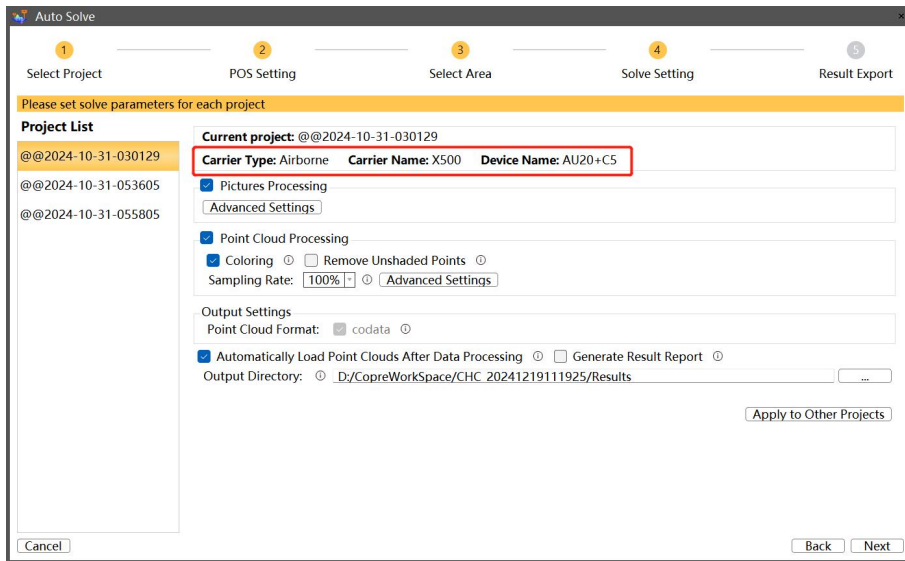 Auto Solve
1 2 3 4 5
Select Project POS Setting Select Area Solve Setting Result Export
Please set solve parameters for each project
Project List
@@2024-10-31-030129
@@2024-10-31-053605
@@2024-10-31-055805
Current project: @@2024-10-31-030129
Carrier Type: Airborne Carrier Name: X500 Device Name: AU20+C5
Pictures Processing
Advanced Settings
Point Cloud Processing
Coloring Remove Unshaded Points
Sampling Rate: 100% Advanced Settings
Output Settings
Point Cloud Format: codata
Automatically Load Point Clouds After Data Processing Generate Result Report
Output Directory: D:/CopreWorkSpace/CHC_20241219111925/Results ...
Apply to Other Projects
Cancel Back Next